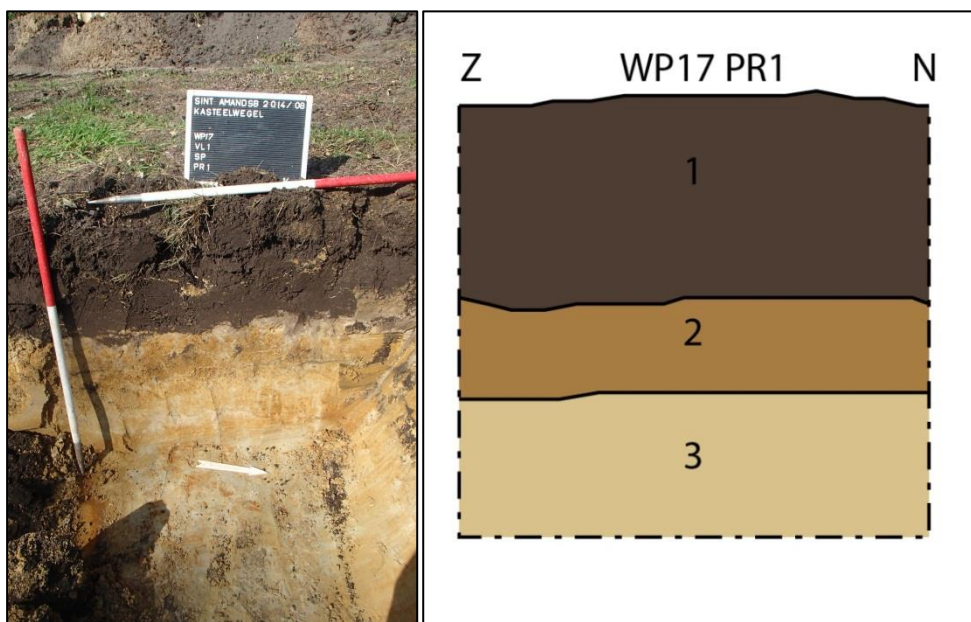 SINT AMANDSB 2014/08
KASTEELWEGEL
WP17
VL1
SP
PR1
Z WP17 PR1 N
1
2
3